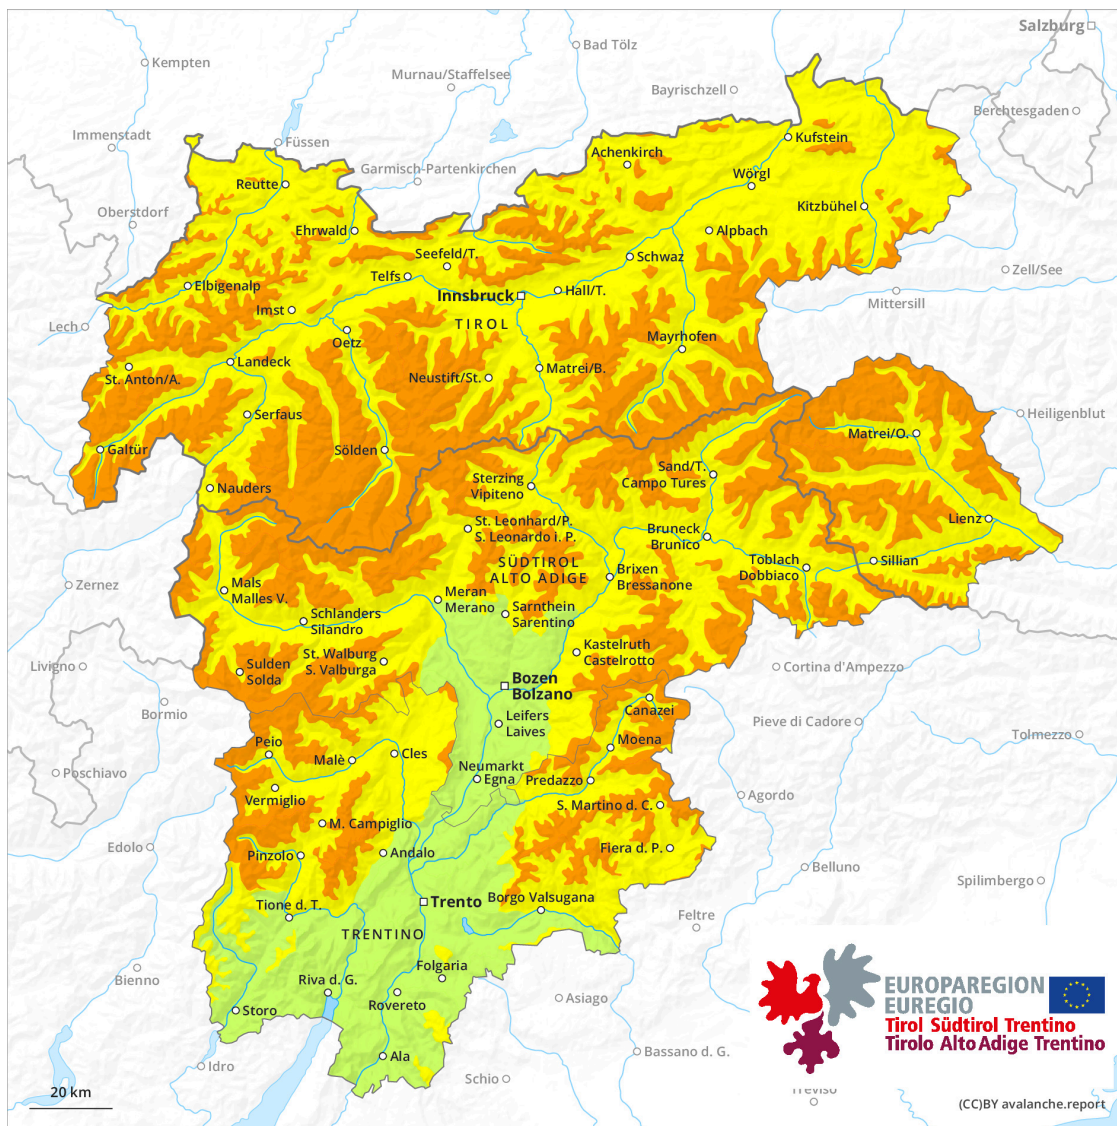 Salzburg
Bad Tölz
Kempten
Murnau/Staffelsee
Bayrischzell
Berchtesgaden
Immenstadt
Füssen
Kufstein
Achenkirch
Garmisch-Partenkirchen
Wörgl
Reutte
Kitzbühel
Oberstdorf
Ehrwald
Alpbach
Seefeld/T.
Schwaz
Zell/See
Telfs
Elbigenalp
Innsbruck
Hall/T.
Mittersill
Imst
TIROL
Lech
Oetz
Mayrhofen
Landeck
Matrei/B.
St. Anton/A.
Neustift/St.
Serfaus
Heiligenblut
Matrei/O.
Galtür
Sölden
Sand/T.
Campo Tures
Sterzing
Vipiteno
Nauders
Lienz
St. Leonhard/P.
S. Leonardo i. P.
Bruneck
Brunico
SÜDTIROL
ALTO ADIGE
Toblach
Dobbiaco
Sillian
Brixen
Bressanone
Zernez
Mals
Malles V.
Meran
Merano
Sarnthein
Sarentino
Schlanders
Silandro
Kastelruth
Castelrotto
St. Walburg
S. Valburga
Livigno
Sulden
Solda
Cortina d'Ampezzo
Bozen
Bolzano
Bormio
Canazei
Leifers
Laives
Pieve di Cadore
Tolmezzo
Peio
Moena
Cles
Malè
Neumarkt
Egna
Poschiavo
Predazzo
Vermiglio
Agordo
S. Martino d. C.
M. Campiglio
Edolo
Fiera d. P.
Pinzolo
Andalo
Belluno
Spilimbergo
Borgo Valsugana
Trento
Tione d. T.
Feltre
TRENTINO
Folgaria
Bienno
Riva d. G.
Rovereto
Asiago
Storo
EUROPAREGION
EUREGIO
Tirol Südtirol Trentino
Tirolo Alto Adige Trentino
Ala
Bassano d. G.
Idro
Schio
Treviso
20 km
(CC)BY avalanche.report